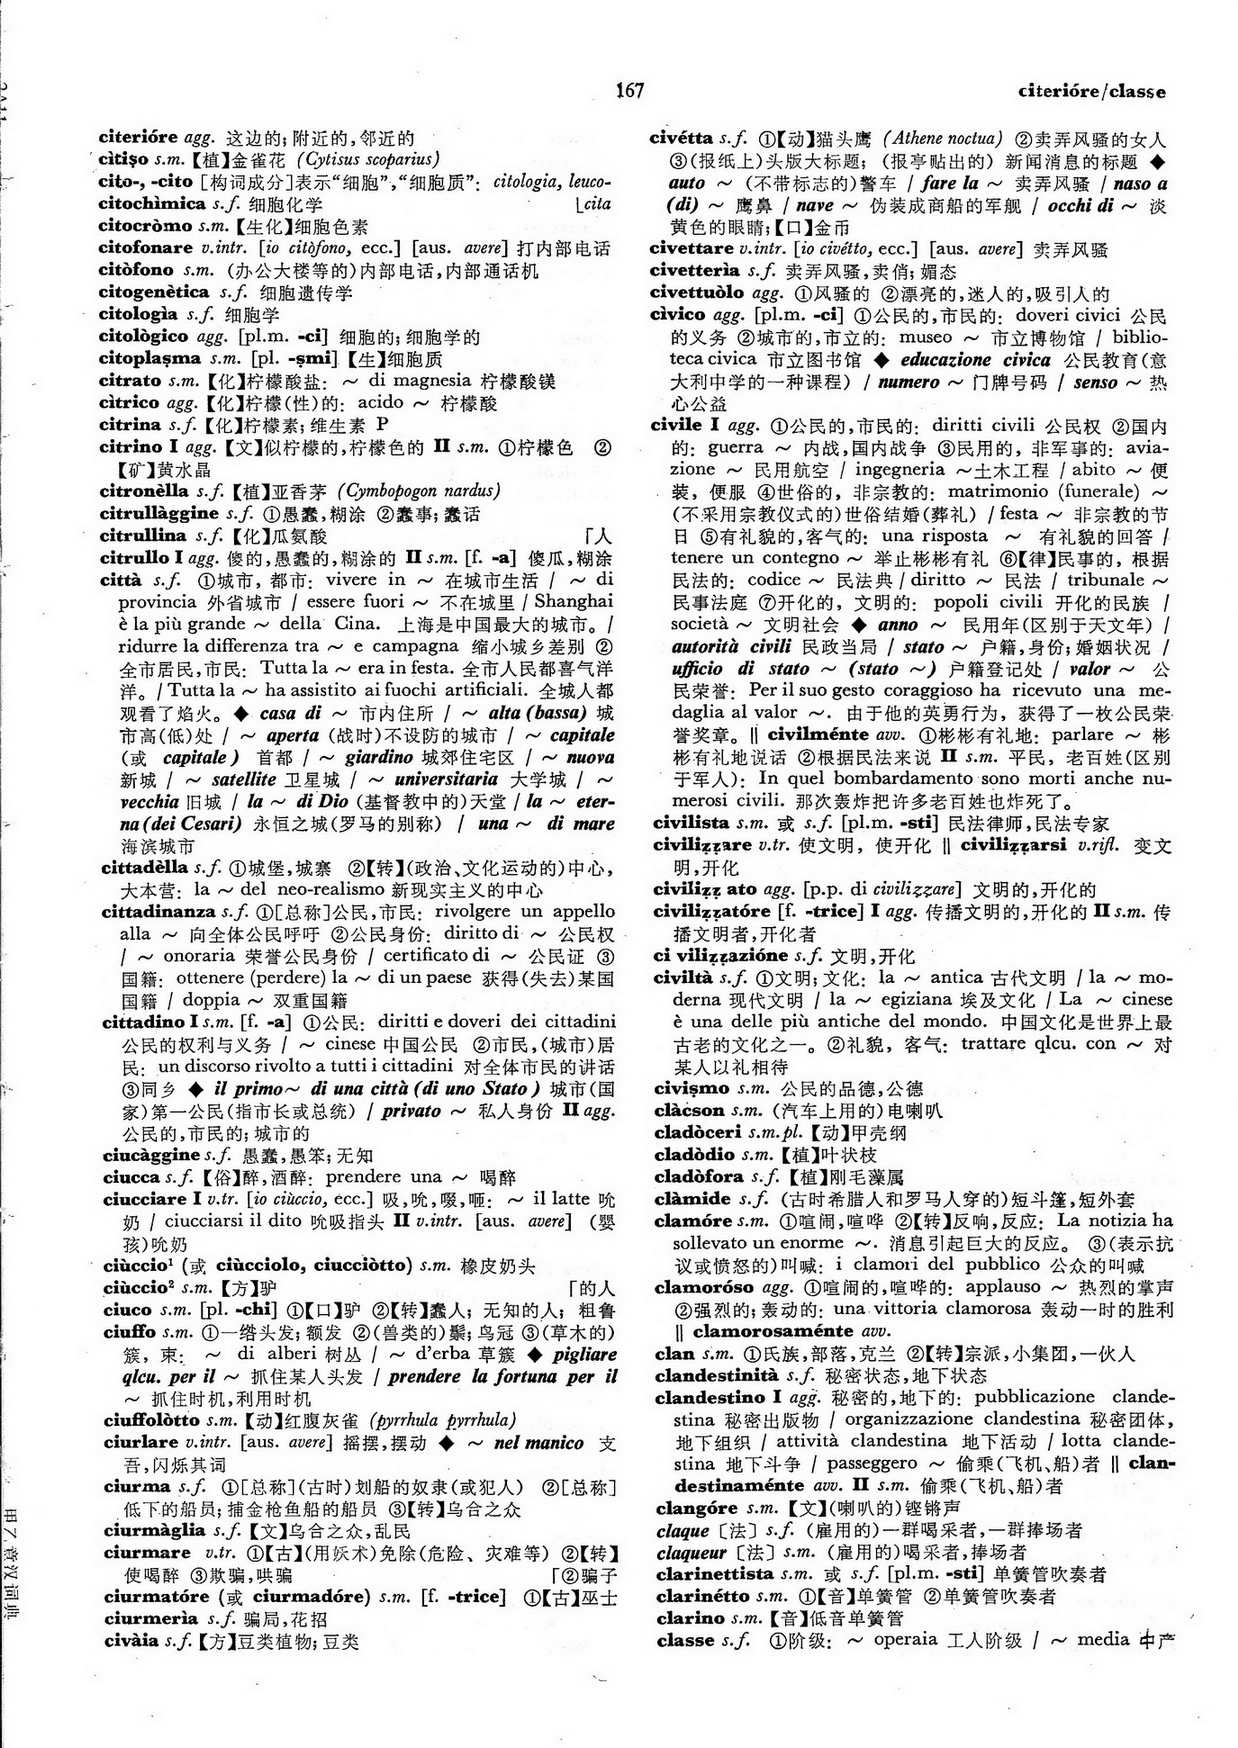 167
citerióre/classe
citerióre agg. 这边的;附近的,邻近的
cìtiṣo s.m.【植】金雀花 (Cytisus scoparius)
cito-, -cito [构词成分]表示“细胞”,“细胞质”: citologia, leuco-
citochìmica s.f. 细胞化学 ⌊cita
citocròmo s.m.【生化】细胞色素
citofonare v.intr. [io citòfono, ecc.] [aus. avere] 打内部电话
citòfono s.m. (办公大楼等的)内部电话,内部通话机
citogenètica s.f. 细胞遗传学
citologìa s.f. 细胞学
citològico agg. [pl.m. -ci] 细胞的;细胞学的
citoplaṣma s.m. [pl. -ṣmi]【生】细胞质
citrato s.m.【化】柠檬酸盐: ~ di magnesia 柠檬酸镁
cìtrico agg.【化】柠檬(性)的: acido ~ 柠檬酸
citrina s.f.【化】柠檬素;维生素 P
citrino I agg.【文】似柠檬的,柠檬色的 II s.m. ①柠檬色 ②
【矿】黄水晶
citronèlla s.f.【植】亚香茅 (Cymbopogon nardus)
citrullàggine s.f. ①愚蠢,糊涂 ②蠢事;蠢话
citrullina s.f.【化】瓜氨酸 「人
citrullo I agg. 傻的,愚蠢的,糊涂的 II s.m. [f. -a] 傻瓜,糊涂
città s.f. ①城市,都市: vivere in ~ 在城市生活 / ~ di
provincia 外省城市 / essere fuori ~ 不在城里 / Shanghai
è la più grande ~ della Cina. 上海是中国最大的城市。/
ridurre la differenza tra ~ e campagna 缩小城乡差别 ②
全市居民,市民: Tutta la ~ era in festa. 全市人民都喜气洋
洋。/ Tutta la ~ ha assistito ai fuochi artificiali. 全城人都
观看了焰火。◆ casa di ~ 市内住所 / ~ alta (bassa) 城
市高(低)处 / ~ aperta (战时)不设防的城市 / ~ capitale
(或 capitale) 首都 / ~ giardino 城郊住宅区 / ~ nuova
新城 / ~ satellite 卫星城 / ~ universitaria 大学城 / ~
vecchia 旧城 / la ~ di Dio (基督教中的)天堂 / la ~ eter-
na (dei Cesari) 永恒之城(罗马的别称) / una ~ di mare
海滨城市
cittadèlla s.f. ①城堡,城寨 ②【转】(政治、文化运动的)中心,
大本营: la ~ del neo-realismo 新现实主义的中心
cittadinanza s.f. ①[总称]公民,市民: rivolgere un appello
alla ~ 向全体公民呼吁 ②公民身份: diritto di ~ 公民权
/ ~ onoraria 荣誉公民身份 / certificato di ~ 公民证 ③
国籍: ottenere (perdere) la ~ di un paese 获得(失去)某国
国籍 / doppia ~ 双重国籍
cittadino I s.m. [f. -a] ①公民: diritti e doveri dei cittadini
公民的权利与义务 / ~ cinese 中国公民 ②市民,(城市)居
民: un discorso rivolto a tutti i cittadini 对全体市民的讲话
③同乡 ◆ il primo~ di una città (di uno Stato) 城市(国
家)第一公民(指市长或总统) / privato ~ 私人身份 II agg.
公民的,市民的;城市的
ciucàggine s.f. 愚蠢,愚笨;无知
ciucca s.f.【俗】醉,酒醉: prendere una ~ 喝醉
ciucciare I v.tr. [io ciùccio, ecc.] 吸,吮,啜,咂: ~ il latte 吮
奶 / ciucciarsi il dito 吮吸指头 II v.intr. [aus. avere] (婴
孩)吮奶
ciùccio¹ (或 ciùcciolo, ciucciòtto) s.m. 橡皮奶头
ciùccio² s.m.【方】驴 「的人
ciuco s.m. [pl. -chi] ①【口】驴 ②【转】蠢人;无知的人;粗鲁
ciuffo s.m. ①一绺头发;额发 ②(兽类的)鬃;鸟冠 ③(草木的)
簇,束: ~ di alberi 树丛 / ~ d'erba 草簇 ◆ pigliare
qlcu. per il ~ 抓住某人头发 / prendere la fortuna per il
~ 抓住时机,利用时机
ciuffolòtto s.m.【动】红腹灰雀 (pyrrhula pyrrhula)
ciurlare v.intr. [aus. avere] 摇摆,摆动 ◆ ~ nel manico 支
吾,闪烁其词
ciurma s.f. ①[总称](古时)划船的奴隶(或犯人) ②[总称]
低下的船员;捕金枪鱼船的船员 ③【转】乌合之众
ciurmàglia s.f.【文】乌合之众,乱民
ciurmare v.tr. ①【古】(用妖术)免除(危险、灾难等) ②【转】
使喝醉 ③欺骗,哄骗 「②骗子
ciurmatóre (或 ciurmadóre) s.m. [f. -trice] ①【古】巫士
ciurmerìa s.f. 骗局,花招
civàia s.f.【方】豆类植物;豆类
civétta s.f. ①【动】猫头鹰 (Athene noctua) ②卖弄风骚的女人
③(报纸上)头版大标题; (报亭贴出的) 新闻消息的标题 ◆
auto ~ (不带标志的)警车 / fare la ~ 卖弄风骚 / naso a
(di) ~ 鹰鼻 / nave ~ 伪装成商船的军舰 / occhi di ~ 淡
黄色的眼睛;【口】金币
civettare v.intr. [io civétto, ecc.] [aus. avere] 卖弄风骚
civetterìa s.f. 卖弄风骚,卖俏;媚态
civettuòlo agg. ①风骚的 ②漂亮的,迷人的,吸引人的
cìvico agg. [pl.m. -ci] ①公民的,市民的: doveri civici 公民
的义务 ②城市的,市立的: museo ~ 市立博物馆 / biblio-
teca civica 市立图书馆 ◆ educazione civica 公民教育(意
大利中学的一种课程) / numero ~ 门牌号码 / senso ~ 热
心公益
civile I agg. ①公民的,市民的: diritti civili 公民权 ②国内
的: guerra ~ 内战,国内战争 ③民用的,非军事的: avia-
zione ~ 民用航空 / ingegneria ~土木工程 / abito ~ 便
装,便服 ④世俗的,非宗教的: matrimonio (funerale) ~
(不采用宗教仪式的)世俗结婚(葬礼) / festa ~ 非宗教的节
日 ⑤有礼貌的,客气的: una risposta ~ 有礼貌的回答 /
tenere un contegno ~ 举止彬彬有礼 ⑥【律】民事的,根据
民法的: codice ~ 民法典 / diritto ~ 民法 / tribunale ~
民事法庭 ⑦开化的,文明的: popoli civili 开化的民族 /
società ~ 文明社会 ◆ anno ~ 民用年(区别于天文年) /
autorità civili 民政当局 / stato ~ 户籍,身份;婚姻状况 /
ufficio di stato ~ (stato ~) 户籍登记处 / valor ~ 公
民荣誉: Per il suo gesto coraggioso ha ricevuto una me-
daglia al valor ~. 由于他的英勇行为,获得了一枚公民荣
誉奖章。‖ civilménte avv. ①彬彬有礼地: parlare ~ 彬
彬有礼地说话 ②根据民法来说 II s.m. 平民,老百姓(区别
于军人): In quel bombardamento sono morti anche nu-
merosi civili. 那次轰炸把许多老百姓也炸死了。
civilista s.m. 或 s.f. [pl.m. -sti] 民法律师,民法专家
civiliẓẓare v.tr. 使文明,使开化 ‖ civiliẓẓarsi v.rifl. 变文
明,开化
civiliẓẓ ato agg. [p.p. di civiliẓẓare] 文明的,开化的
civiliẓẓatóre [f. -trice] I agg. 传播文明的,开化的 II s.m. 传
播文明者,开化者
ci viliẓẓazióne s.f. 文明,开化
civiltà s.f. ①文明;文化: la ~ antica 古代文明 / la ~ mo-
derna 现代文明 / la ~ egiziana 埃及文化 / La ~ cinese
è una delle più antiche del mondo. 中国文化是世界上最
古老的文化之一。②礼貌,客气: trattare qlcu. con ~ 对
某人以礼相待
civiṣmo s.m. 公民的品德,公德
clàcson s.m. (汽车上用的)电喇叭
cladòceri s.m.pl.【动】甲壳纲
cladòdio s.m.【植】叶状枝
cladòfora s.f.【植】刚毛藻属
clàmide s.f. (古时希腊人和罗马人穿的)短斗篷,短外套
clamóre s.m. ①喧闹,喧哗 ②【转】反响,反应: La notizia ha
sollevato un enorme ~. 消息引起巨大的反应。 ③(表示抗
议或愤怒的)叫喊: i clamori del pubblico 公众的叫喊
clamoróso agg. ①喧闹的,喧哗的: applauso ~ 热烈的掌声
②强烈的;轰动的: una vittoria clamorosa 轰动一时的胜利
‖ clamorosaménte avv.
clan s.m. ①氏族,部落,克兰 ②【转】宗派,小集团,一伙人
clandestinità s.f. 秘密状态,地下状态
clandestino I agg. 秘密的,地下的: pubblicazione clande-
stina 秘密出版物 / organizzazione clandestina 秘密团体,
地下组织 / attività clandestina 地下活动 / lotta clande-
stina 地下斗争 / passeggero ~ 偷乘(飞机、船)者 ‖ clan-
destinaménte avv. II s.m. 偷乘(飞机、船)者
clangóre s.m.【文】(喇叭的)铿锵声
claque〔法〕s.f. (雇用的)一群喝采者,一群捧场者
claqueur〔法〕s.m. (雇用的)喝采者,捧场者
clarinettista s.m. 或 s.f. [pl.m. -sti] 单簧管吹奏者
clarinétto s.m. ①【音】单簧管 ②单簧管吹奏者
clarino s.m.【音】低音单簧管
classe s.f. ①阶级: ~ operaia 工人阶级 / ~ media 中产